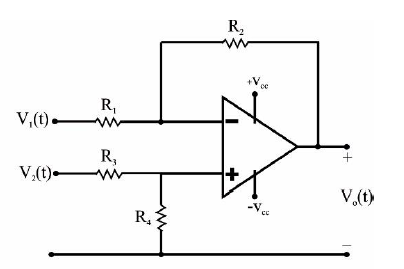 R₂
+Vcc
R₁
V₁(t)
−
R₃
V₂(t)
+
+
R₄
-Vcc
Vₒ(t)
−